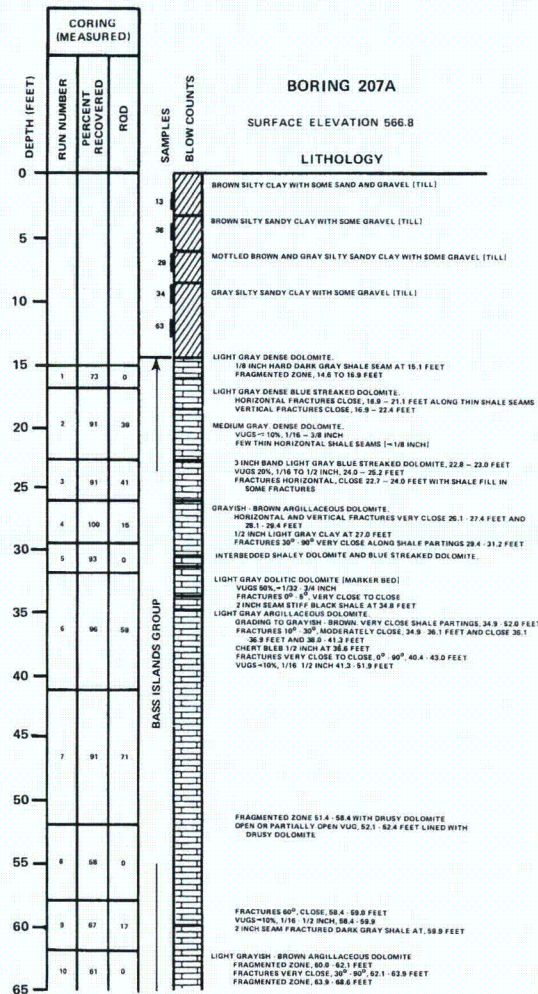 CORING
(MEASURED)
DEPTH (FEET)
RUN NUMBER
PERCENT
RECOVERED
RQD
SAMPLES
BLOW COUNTS
BORING 207A
SURFACE ELEVATION 566.8
LITHOLOGY
0
BROWN SILTY CLAY WITH SOME SAND AND GRAVEL (TILL)
13
BROWN SILTY SANDY CLAY WITH SOME GRAVEL (TILL)
36
5
MOTTLED BROWN AND GRAY SILTY SANDY CLAY WITH SOME GRAVEL (TILL)
29
GRAY SILTY SANDY CLAY WITH SOME GRAVEL (TILL)
34
10
63
LIGHT GRAY DENSE DOLOMITE.
1/8 INCH HARD DARK GRAY SHALE SEAM AT 15.1 FEET
FRAGMENTED ZONE, 14.6 TO 16.9 FEET
15
1 73 0
LIGHT GRAY DENSE BLUE STREAKED DOLOMITE.
HORIZONTAL FRACTURES CLOSE, 16.9 - 21.1 FEET ALONG THIN SHALE SEAMS
VERTICAL FRACTURES CLOSE, 16.9 - 22.4 FEET
20
2 91 39
MEDIUM GRAY, DENSE DOLOMITE.
VUGS ~ 10%, 1/16 - 3/8 INCH
FEW THIN HORIZONTAL SHALE SEAMS [~ 1/8 INCH]
3 INCH BAND LIGHT GRAY BLUE STREAKED DOLOMITE, 22.8 - 23.0 FEET
VUGS 20%, 1/16 TO 1/2 INCH, 24.0 - 25.2 FEET
FRACTURES HORIZONTAL, CLOSE 22.7 - 24.0 FEET WITH SHALE FILL IN
SOME FRACTURES
25
3 91 41
GRAYISH - BROWN ARGILLACEOUS DOLOMITE.
HORIZONTAL AND VERTICAL FRACTURES VERY CLOSE 26.1 - 27.4 FEET AND
28.1 - 29.4 FEET
1/2 INCH LIGHT GRAY CLAY AT 27.0 FEET
FRACTURES 30° - 90° VERY CLOSE ALONG SHALE PARTINGS 29.4 - 31.2 FEET
4 100 15
30
INTERBEDDED SHALEY DOLOMITE AND BLUE STREAKED DOLOMITE.
5 93 0
LIGHT GRAY OOLITIC DOLOMITE [MARKER BED]
VUGS 50%, ~ 1/32 - 3/4 INCH
FRACTURES 0° - 5°, VERY CLOSE TO CLOSE
2 INCH SEAM STIFF BLACK SHALE AT 34.8 FEET
LIGHT GRAY ARGILLACEOUS DOLOMITE.
GRADING TO GRAYISH - BROWN, VERY CLOSE SHALE PARTINGS, 34.9 - 52.0 FEET
FRACTURES 10° - 30°, MODERATELY CLOSE, 34.9 - 36.1 FEET AND CLOSE 36.1
- 36.9 FEET AND 38.0 - 41.3 FEET
CHERT BLEB 1/2 INCH AT 36.6 FEET
FRACTURES VERY CLOSE TO CLOSE, 0° - 90°, 40.4 - 43.0 FEET
VUGS ~ 10%, 1/16 1/2 INCH 41.3 - 51.9 FEET
35
6 96 59
40
BASS ISLANDS GROUP
45
7 91 71
50
FRAGMENTED ZONE 51.4 - 58.4 WITH DRUSY DOLOMITE
OPEN OR PARTIALLY OPEN VUG, 52.1 - 52.4 FEET LINED WITH
DRUSY DOLOMITE
55
8 58 0
FRACTURES 60°, CLOSE, 58.4 - 59.0 FEET
VUGS ~ 10%, 1/16 - 1/2 INCH, 58.4 - 59.9
2 INCH SEAM FRACTURED DARK GRAY SHALE AT, 59.9 FEET
60
9 67 17
LIGHT GRAYISH - BROWN ARGILLACEOUS DOLOMITE
FRAGMENTED ZONE, 60.0 - 62.1 FEET
FRACTURES VERY CLOSE, 30° - 90°, 62.1 - 63.9 FEET
FRAGMENTED ZONE, 63.9 - 68.6 FEET
10 61 0
65